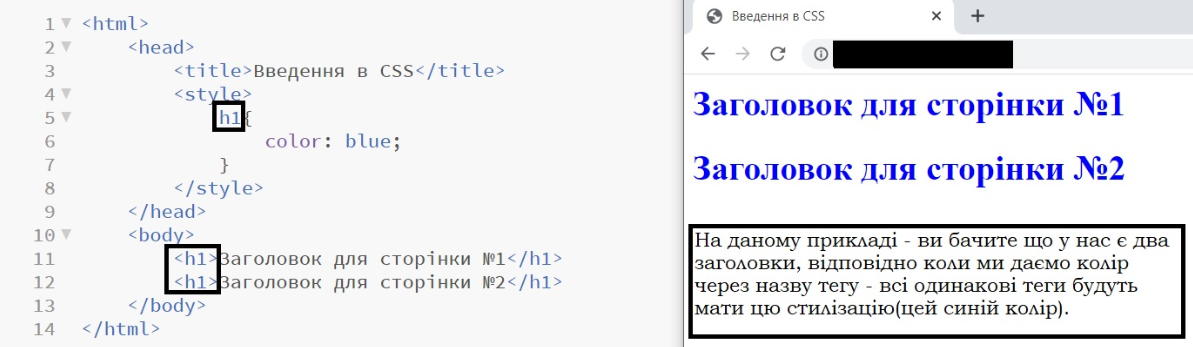 1 <html>
2 <head>
3 <title>Введення в CSS</title>
4 <style>
5 h1{
6 color: blue;
7 }
8 </style>
9 </head>
10 <body>
11 <h1>Заголовок для сторінки №1</h1>
12 <h1>Заголовок для сторінки №2</h1>
13 </body>
14 </html>
Введення в CSS
Заголовок для сторінки №1
Заголовок для сторінки №2
На даному прикладі - ви бачите що у нас є два
заголовки, відповідно коли ми даємо колір
через назву тегу - всі одинакові теги будуть
мати цю стилізацію(цей синій колір).